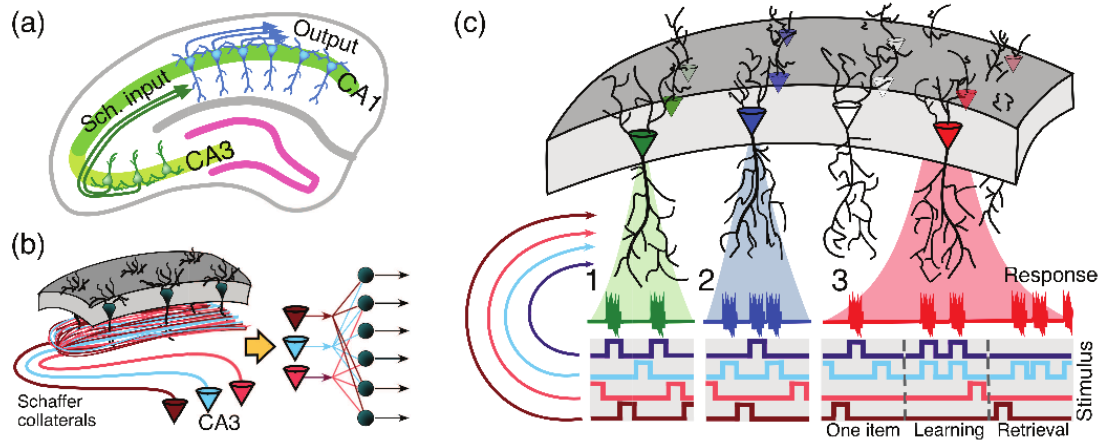 (a)
Output
Sch. input
CA1
CA3
(b)
Schaffer
collaterals
CA3
(c)
1
2
3
Response
Stimulus
One item
Learning
Retrieval